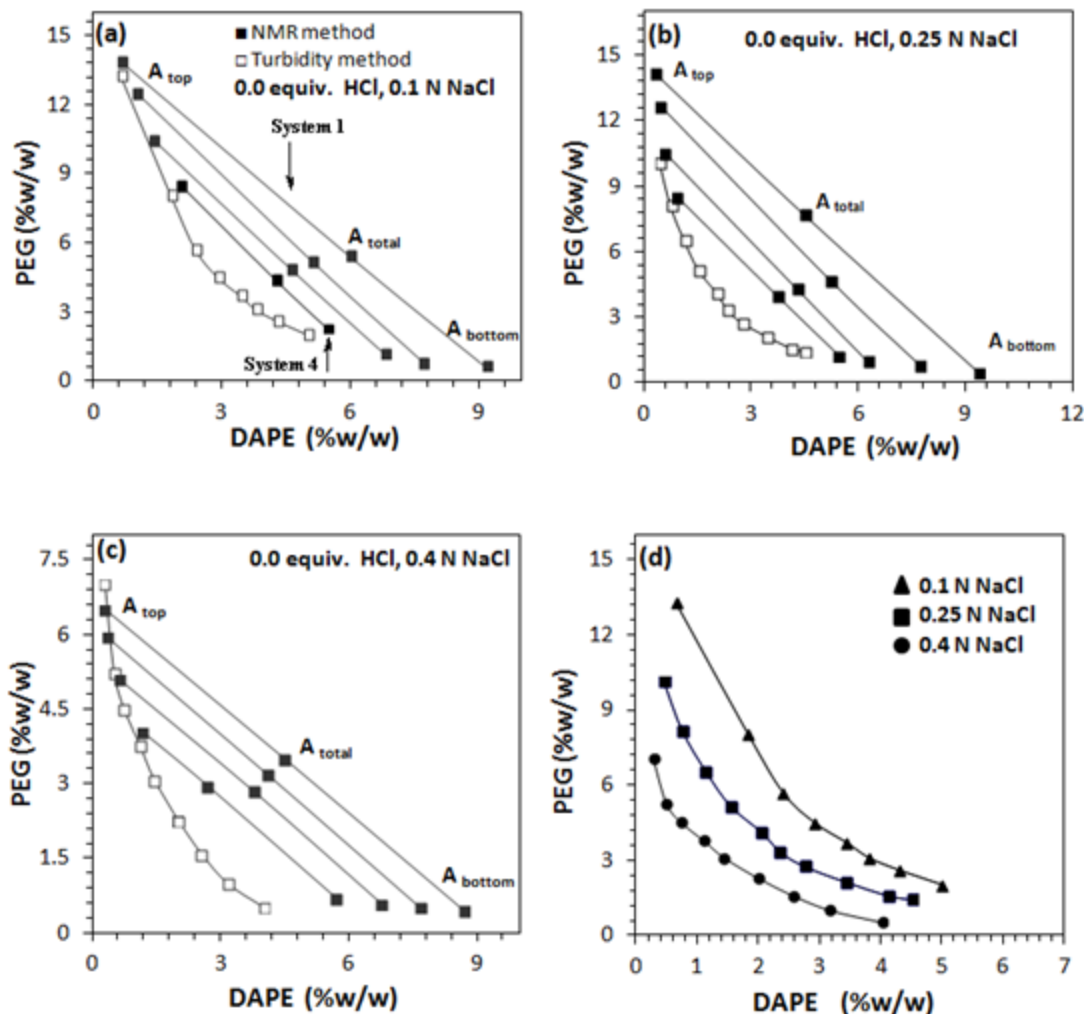 (a)
■ NMR method
□ Turbidity method
0.0 equiv. HCl, 0.1 N NaCl
A top
System 1
A total
A bottom
System 4
15
12
9
6
3
0
0 3 6 9
PEG (%w/w)
DAPE (%w/w)
(b)
0.0 equiv. HCl, 0.25 N NaCl
A top
A total
A bottom
15
12
9
6
3
0
0 3 6 9 12
PEG (%w/w)
DAPE (%w/w)
(c)
0.0 equiv. HCl, 0.4 N NaCl
A top
A total
A bottom
7.5
6
4.5
3
1.5
0
0 3 6 9
PEG (%w/w)
DAPE (%w/w)
(d)
▲ 0.1 N NaCl
■ 0.25 N NaCl
● 0.4 N NaCl
15
12
9
6
3
0
0 1 2 3 4 5 6 7
PEG (%w/w)
DAPE (%w/w)